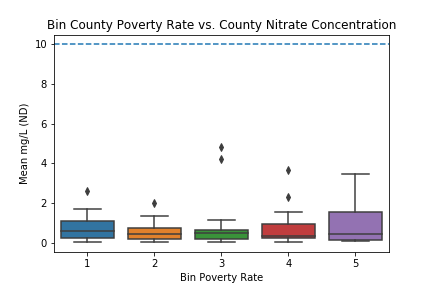 Bin County Poverty Rate vs. County Nitrate Concentration
10
8
6
4
2
0
Mean mg/L (ND)
1 2 3 4 5
Bin Poverty Rate